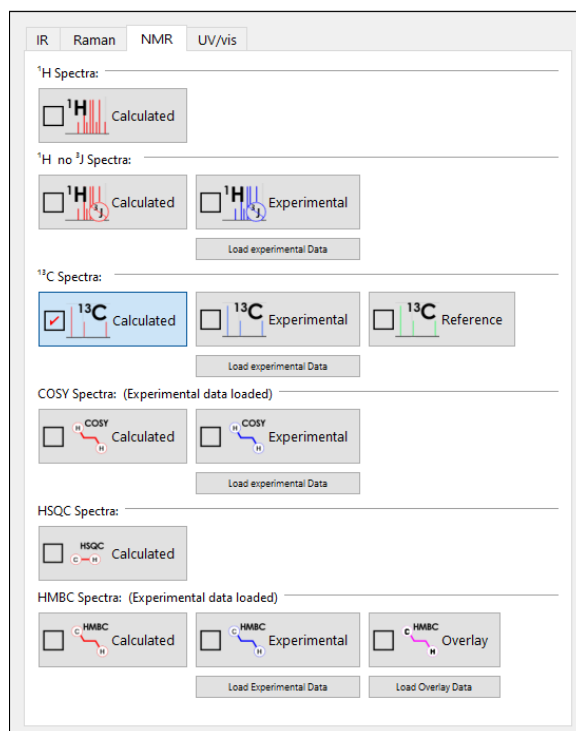 IR Raman NMR UV/vis
¹H Spectra:
¹H Calculated
¹H no ³J Spectra:
¹H ³J Calculated ¹H ³J Experimental
Load experimental Data
¹³C Spectra:
¹³C Calculated ¹³C Experimental ¹³C Reference
Load experimental Data
COSY Spectra: (Experimental data loaded)
H COSY H Calculated H COSY H Experimental
Load experimental Data
HSQC Spectra:
HSQC C H Calculated
HMBC Spectra: (Experimental data loaded)
C HMBC H Calculated C HMBC H Experimental C HMBC H Overlay
Load Experimental Data Load Overlay Data